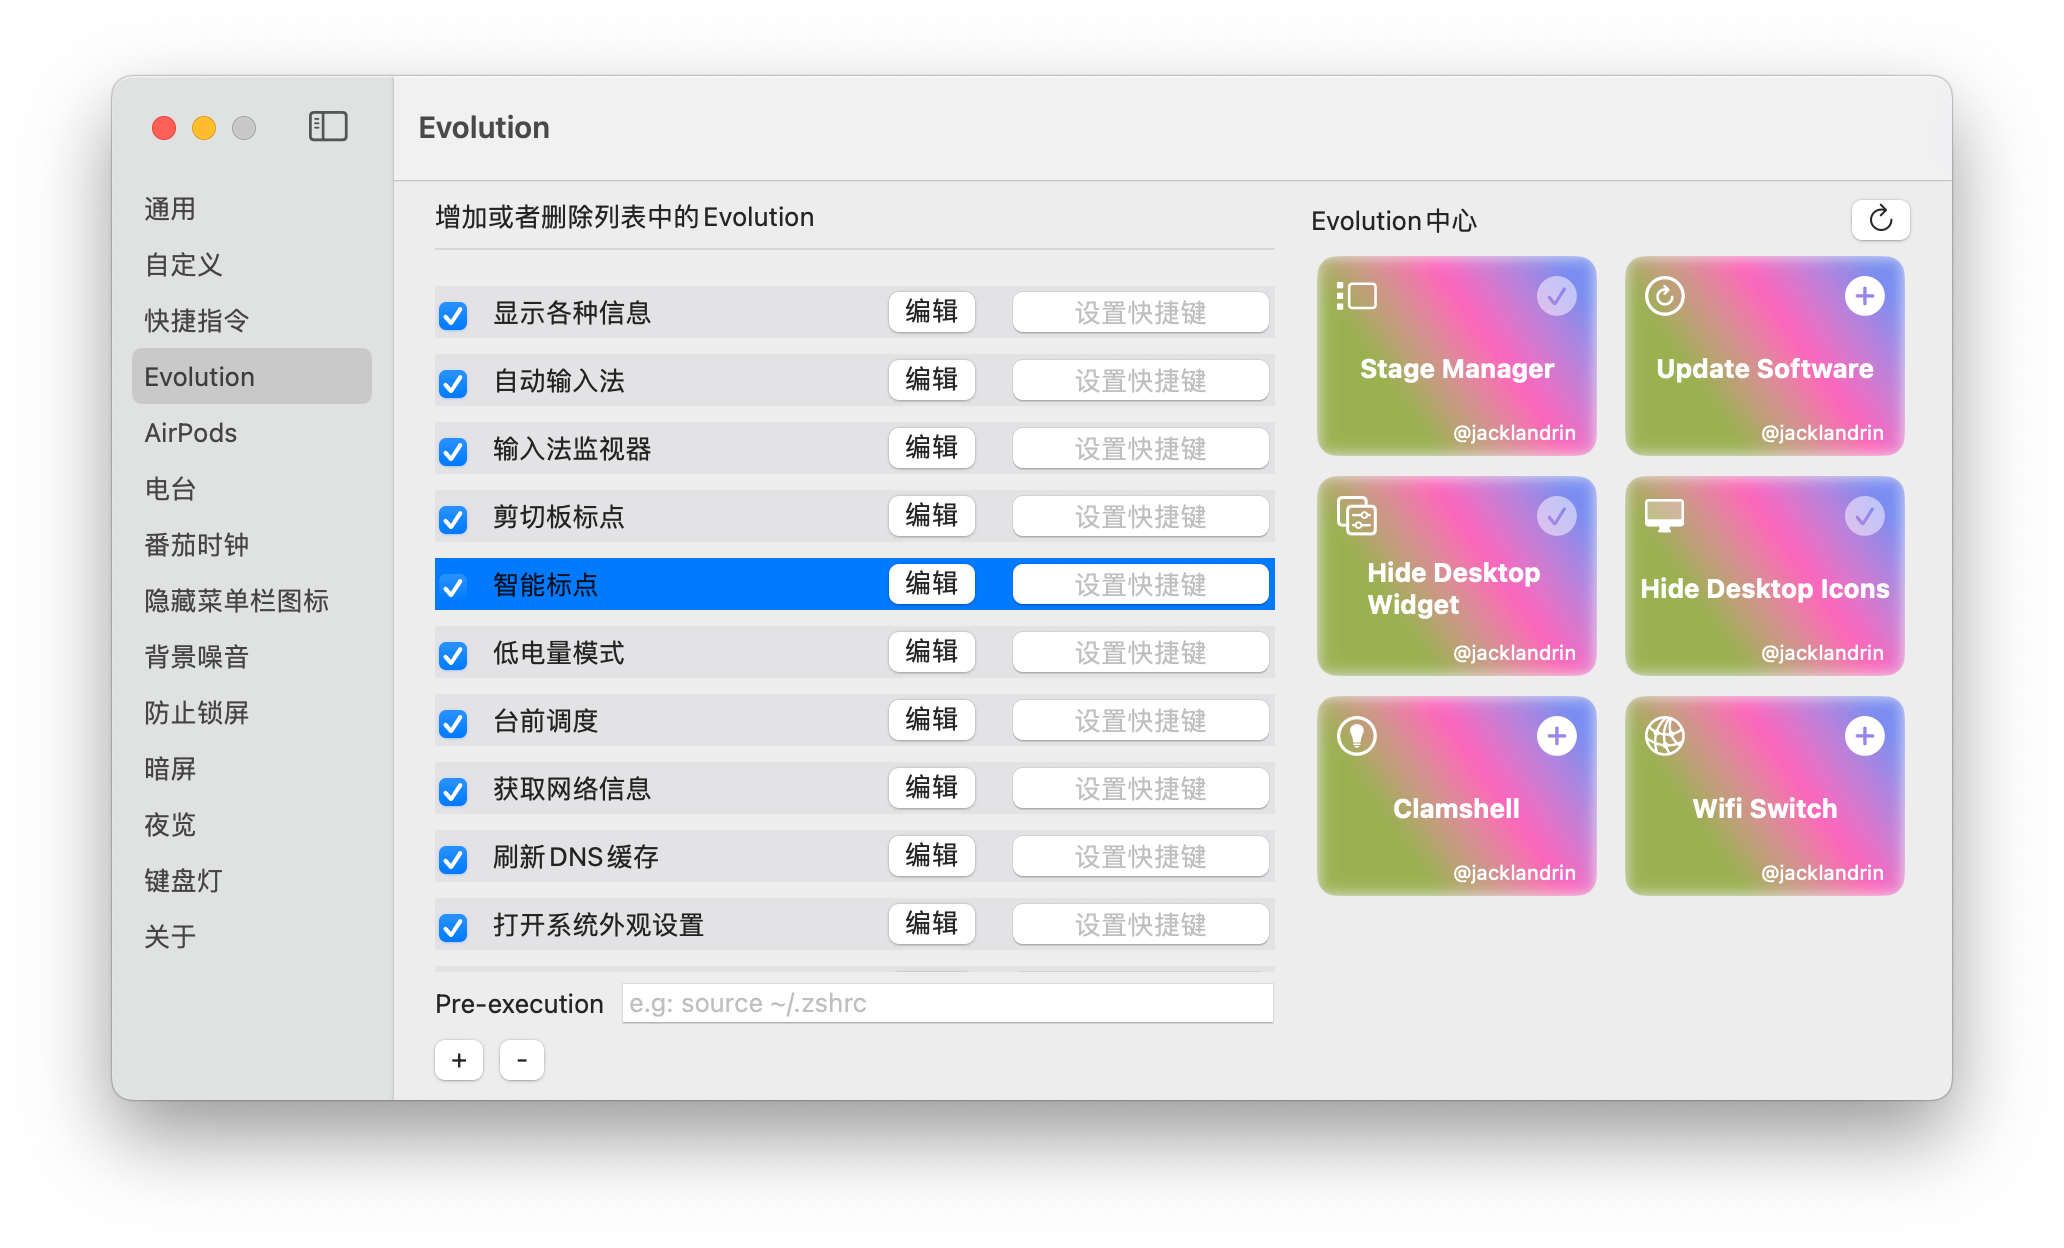 Evolution
通用
自定义
快捷指令
Evolution
AirPods
电台
番茄时钟
隐藏菜单栏图标
背景噪音
防止锁屏
暗屏
夜览
键盘灯
关于
增加或者删除列表中的Evolution
显示各种信息 编辑 设置快捷键
自动输入法 编辑 设置快捷键
输入法监视器 编辑 设置快捷键
剪切板标点 编辑 设置快捷键
智能标点 编辑 设置快捷键
低电量模式 编辑 设置快捷键
台前调度 编辑 设置快捷键
获取网络信息 编辑 设置快捷键
刷新DNS缓存 编辑 设置快捷键
打开系统外观设置 编辑 设置快捷键
Pre-execution e.g: source ~/.zshrc
+ -
Evolution中心
Stage Manager
@jacklandrin
Update Software
@jacklandrin
Hide Desktop
Widget
@jacklandrin
Hide Desktop Icons
@jacklandrin
Clamshell
@jacklandrin
Wifi Switch
@jacklandrin